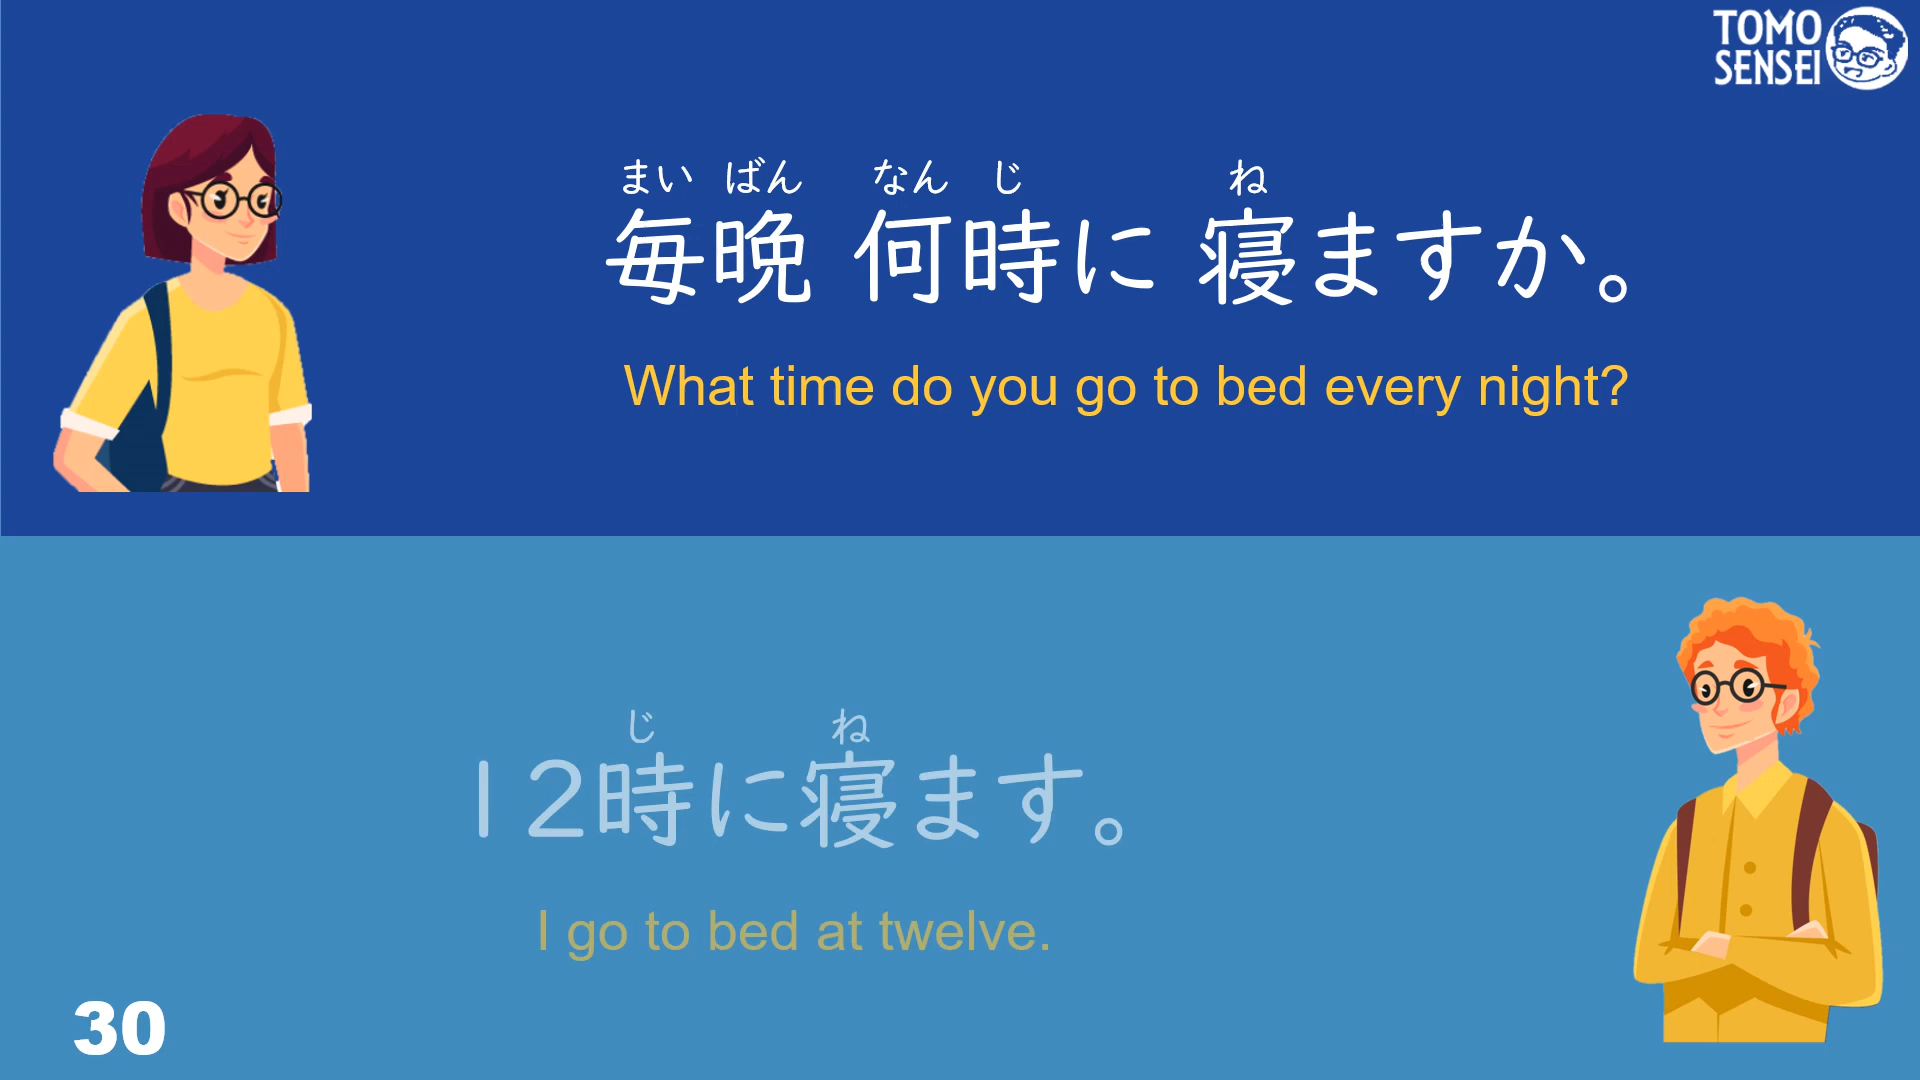 TOMO
SENSEI
まい ばん なん じ ね
毎晩 何時に 寝ますか。
What time do you go to bed every night?
じ ね
12時に寝ます。
I go to bed at twelve.
30